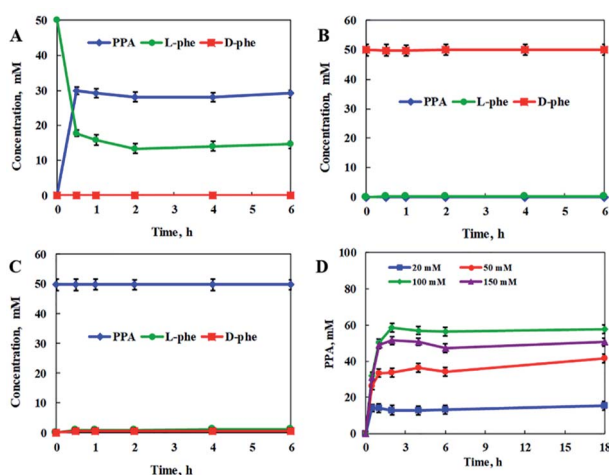 A
PPA L-phe D-phe
Concentration, mM
50
40
30
20
10
0
0 1 2 3 4 5 6
Time, h
B
PPA L-phe D-phe
Concentration, mM
60
50
40
30
20
10
0
0 1 2 3 4 5 6
Time, h
C
PPA L-phe D-phe
Concentration, mM
60
50
40
30
20
10
0
0 1 2 3 4 5 6
Time, h
D
20 mM 50 mM
100 mM 150 mM
PPA, mM
100
80
60
40
20
0
0 3 6 9 12 15 18
Time, h